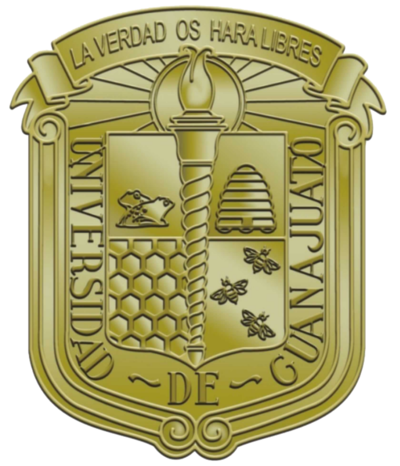 LA VERDAD OS HARA LIBRES
UNIVERSIDAD
~ DE ~
GUANAJUATO